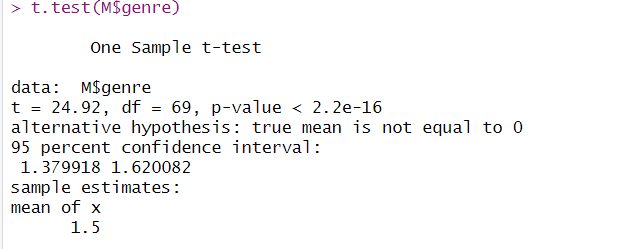 > t.test(M$genre)
One Sample t-test
data:  M$genre
t = 24.92, df = 69, p-value < 2.2e-16
alternative hypothesis: true mean is not equal to 0
95 percent confidence interval:
1.379918 1.620082
sample estimates:
mean of x
1.5